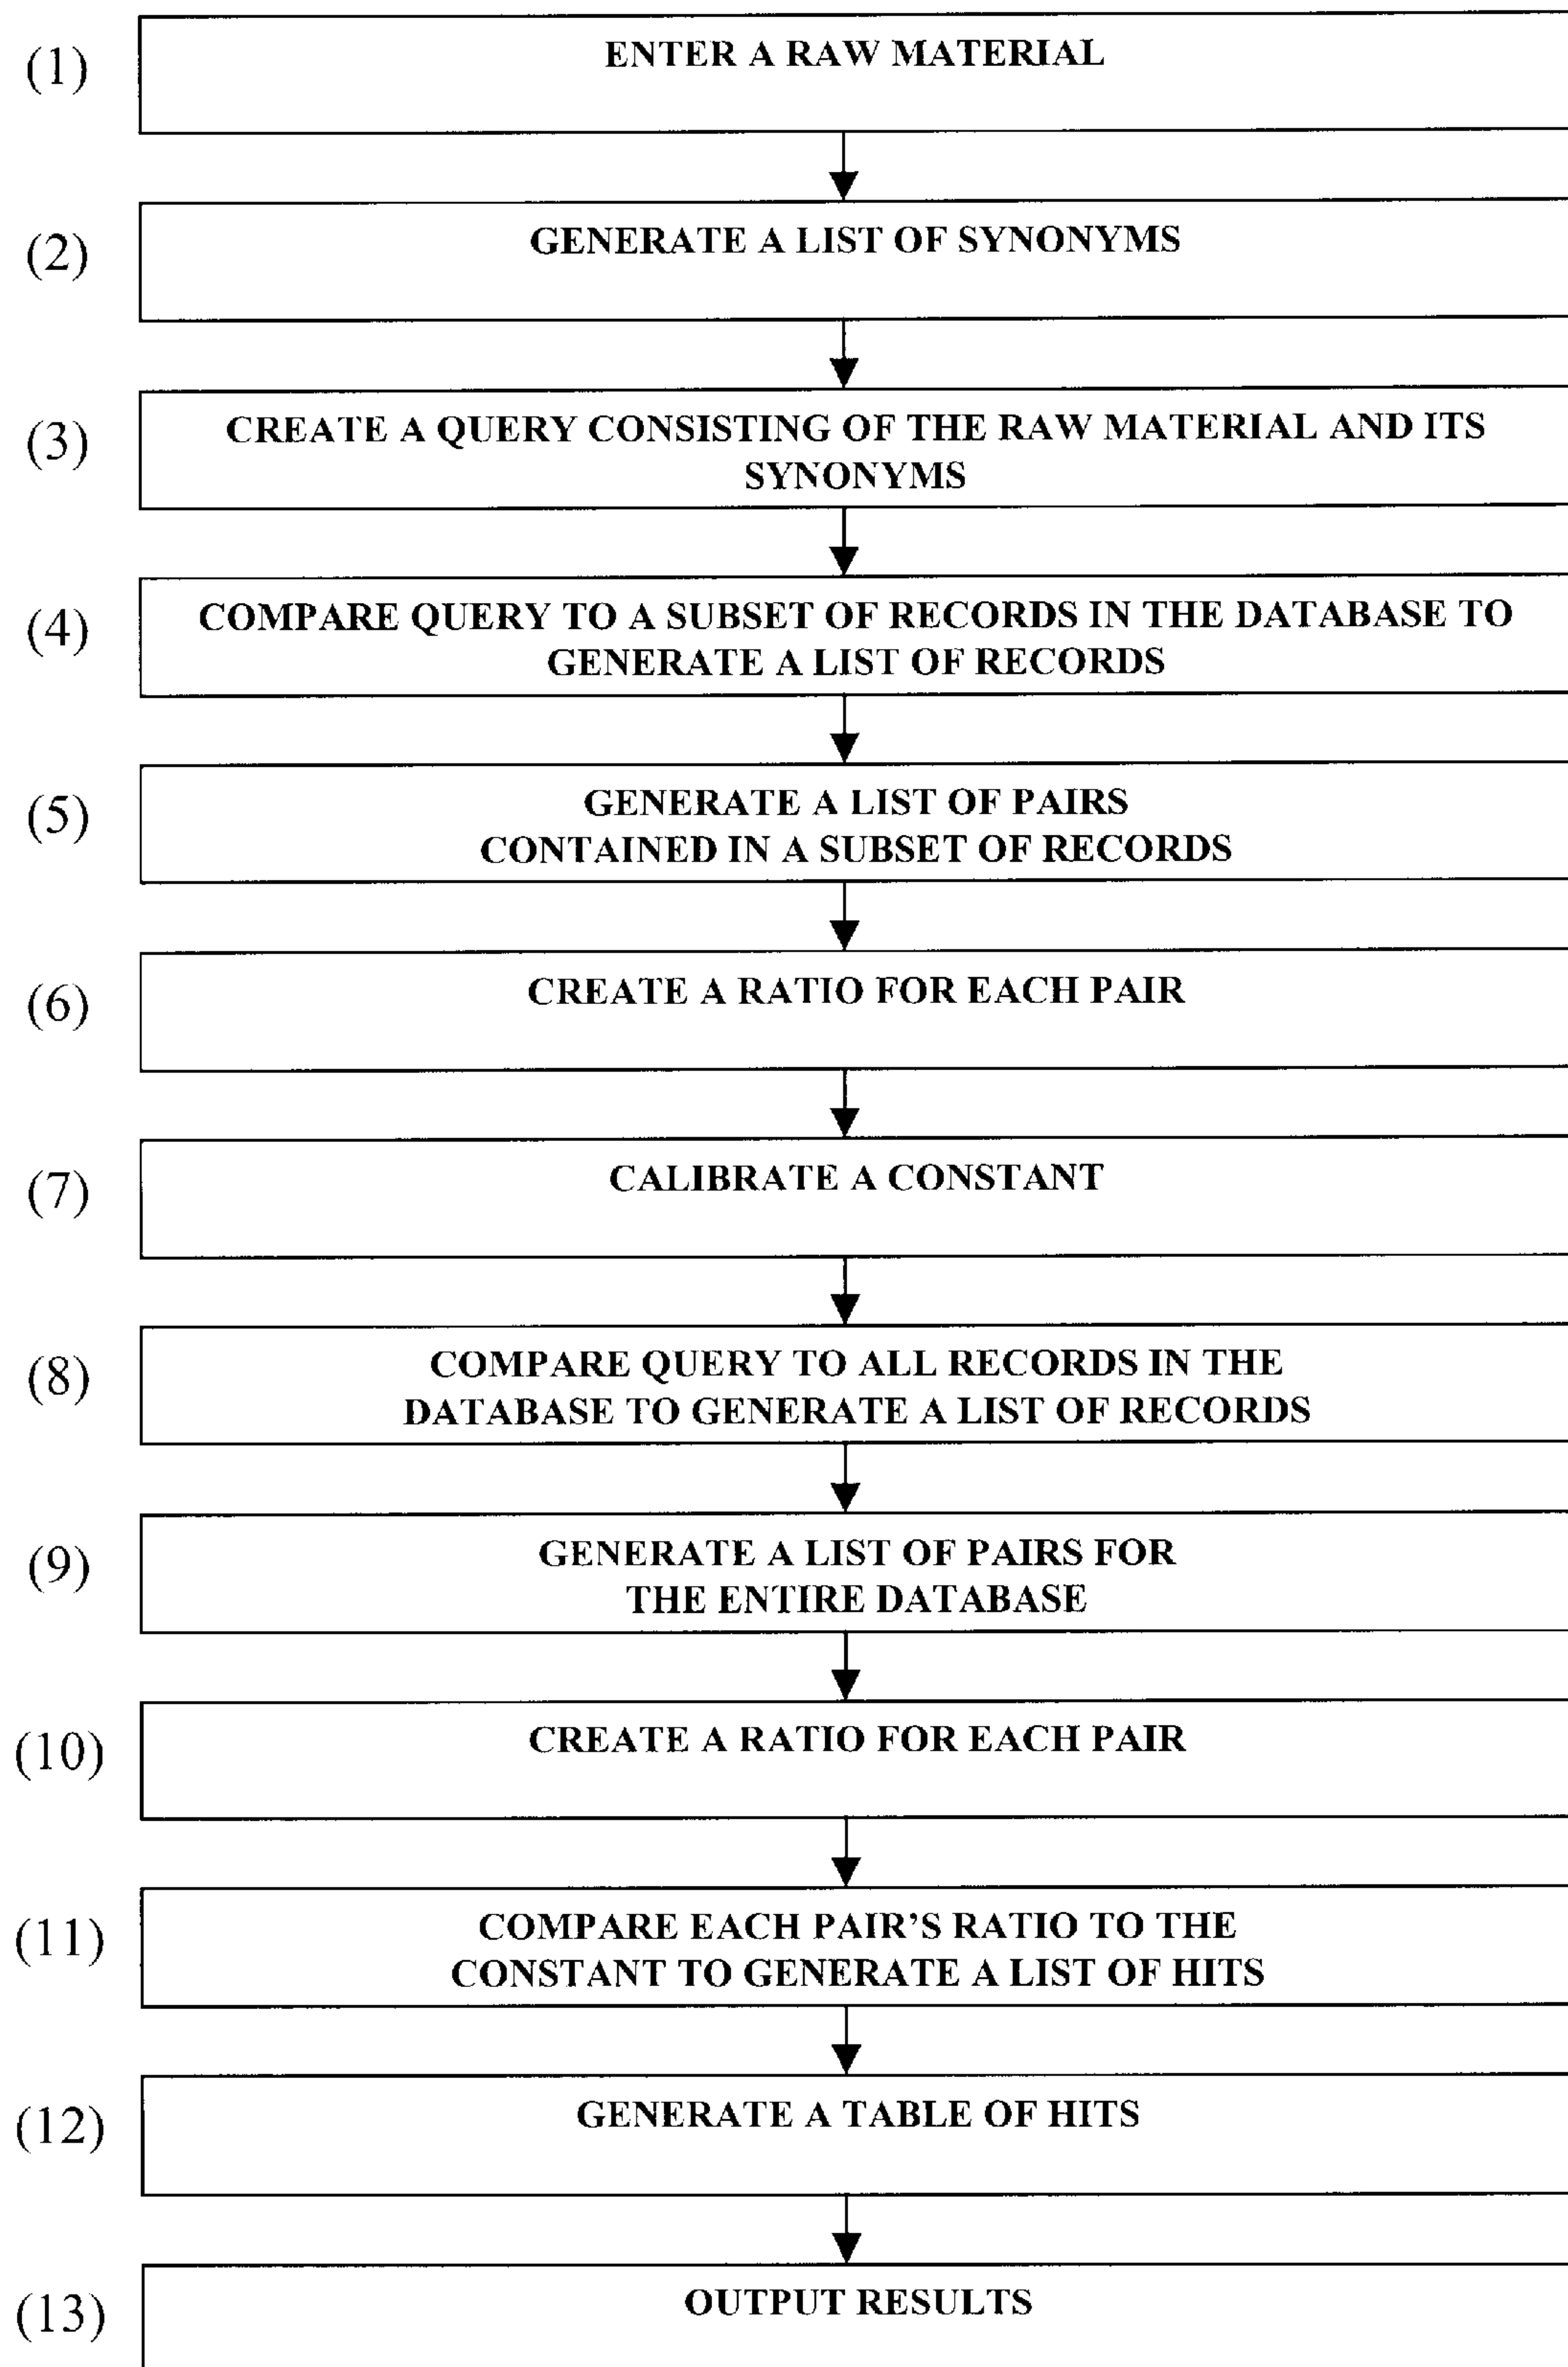 (1) ENTER A RAW MATERIAL
(2) GENERATE A LIST OF SYNONYMS
(3) CREATE A QUERY CONSISTING OF THE RAW MATERIAL AND ITS
SYNONYMS
(4) COMPARE QUERY TO A SUBSET OF RECORDS IN THE DATABASE TO
GENERATE A LIST OF RECORDS
(5) GENERATE A LIST OF PAIRS
CONTAINED IN A SUBSET OF RECORDS
(6) CREATE A RATIO FOR EACH PAIR
(7) CALIBRATE A CONSTANT
(8) COMPARE QUERY TO ALL RECORDS IN THE
DATABASE TO GENERATE A LIST OF RECORDS
(9) GENERATE A LIST OF PAIRS FOR
THE ENTIRE DATABASE
(10) CREATE A RATIO FOR EACH PAIR
(11) COMPARE EACH PAIR'S RATIO TO THE
CONSTANT TO GENERATE A LIST OF HITS
(12) GENERATE A TABLE OF HITS
(13) OUTPUT RESULTS